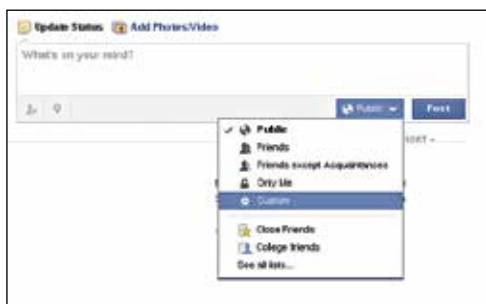 Update Status Add Photos/Video
What's on your mind?
Public Post
SORT
Public
Friends
Friends except Acquaintances
Only Me
Custom
Close Friends
College friends
See all lists...